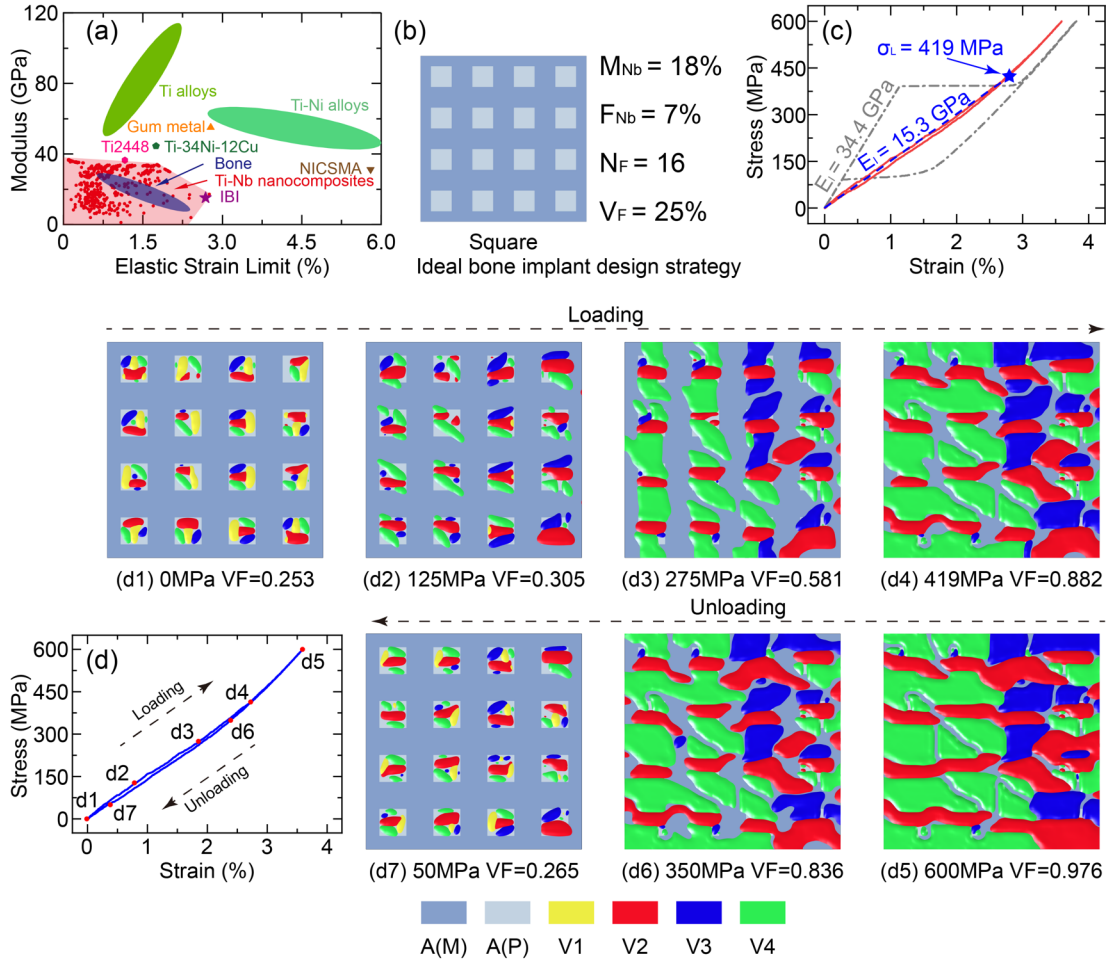 (a)
Modulus (GPa)
120
80
40
0
Ti alloys
Ti-Ni alloys
Gum metal
Ti2448
Ti-34Ni-12Cu
Bone
NICSMA
Ti-Nb nanocomposites
IBI
0 1.5 3.0 4.5 6.0
Elastic Strain Limit (%)
(b)
M_Nb = 18%
F_Nb = 7%
N_F = 16
V_F = 25%
Square
Ideal bone implant design strategy
(c)
Stress (MPa)
600
450
300
150
0
σ_L = 419 MPa
E_I = 34.4 GPa
E_I = 15.3 GPa
0 1 2 3 4
Strain (%)
Loading
(d1) 0MPa VF=0.253
(d2) 125MPa VF=0.305
(d3) 275MPa VF=0.581
(d4) 419MPa VF=0.882
Unloading
(d)
Stress (MPa)
600
450
300
150
0
Loading
Unloading
d1
d2
d3
d4
d5
d6
d7
0 1 2 3 4
Strain (%)
(d7) 50MPa VF=0.265
(d6) 350MPa VF=0.836
(d5) 600MPa VF=0.976
A(M) A(P) V1 V2 V3 V4